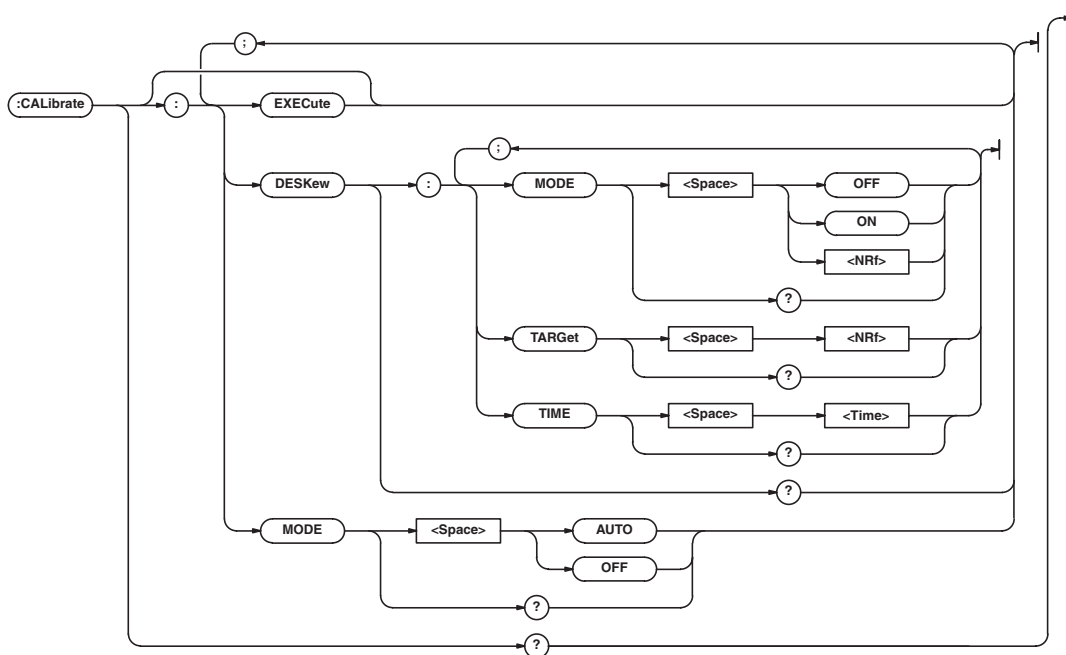 ;
:CALibrate : EXECute
;
DESKew : MODE <Space> OFF
ON
<NRf>
?
TARGet <Space> <NRf>
?
TIME <Space> <Time>
?
?
MODE <Space> AUTO
OFF
?
?